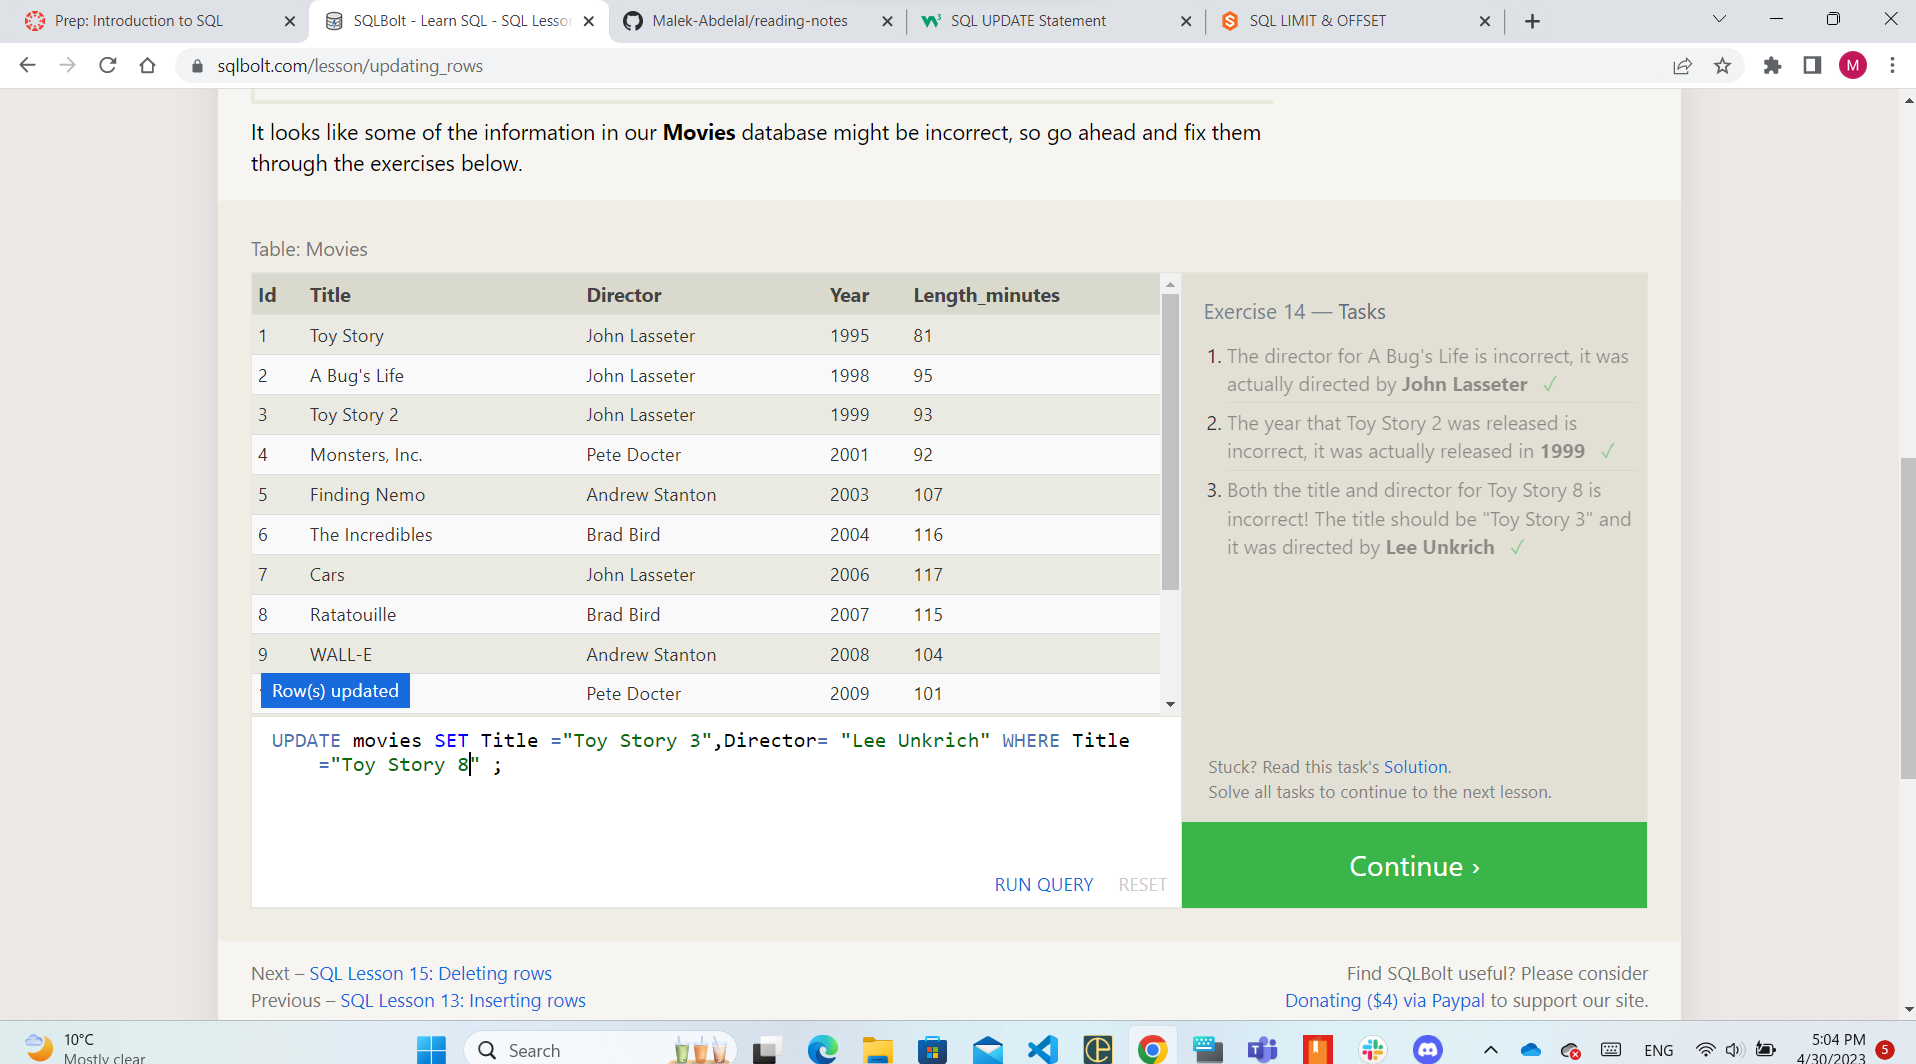 Prep: Introduction to SQL
SQLBolt - Learn SQL - SQL Lesson
Malek-Abdelal/reading-notes
SQL UPDATE Statement
SQL LIMIT & OFFSET
sqlbolt.com/lesson/updating_rows
M
It looks like some of the information in our Movies database might be incorrect, so go ahead and fix them
through the exercises below.
Table: Movies
Id Title Director Year Length_minutes
1 Toy Story John Lasseter 1995 81
2 A Bug's Life John Lasseter 1998 95
3 Toy Story 2 John Lasseter 1999 93
4 Monsters, Inc. Pete Docter 2001 92
5 Finding Nemo Andrew Stanton 2003 107
6 The Incredibles Brad Bird 2004 116
7 Cars John Lasseter 2006 117
8 Ratatouille Brad Bird 2007 115
9 WALL-E Andrew Stanton 2008 104
Row(s) updated Pete Docter 2009 101
UPDATE movies SET Title ="Toy Story 3",Director= "Lee Unkrich" WHERE Title
="Toy Story 8" ;
RUN QUERY RESET
Exercise 14 — Tasks
1. The director for A Bug's Life is incorrect, it was
actually directed by John Lasseter ✓
2. The year that Toy Story 2 was released is
incorrect, it was actually released in 1999 ✓
3. Both the title and director for Toy Story 8 is
incorrect! The title should be "Toy Story 3" and
it was directed by Lee Unkrich ✓
Stuck? Read this task's Solution.
Solve all tasks to continue to the next lesson.
Continue ›
Next – SQL Lesson 15: Deleting rows
Previous – SQL Lesson 13: Inserting rows
Find SQLBolt useful? Please consider
Donating ($4) via Paypal to support our site.
10°C
Mostly clear
Search
ENG
5:04 PM
4/30/2023
5